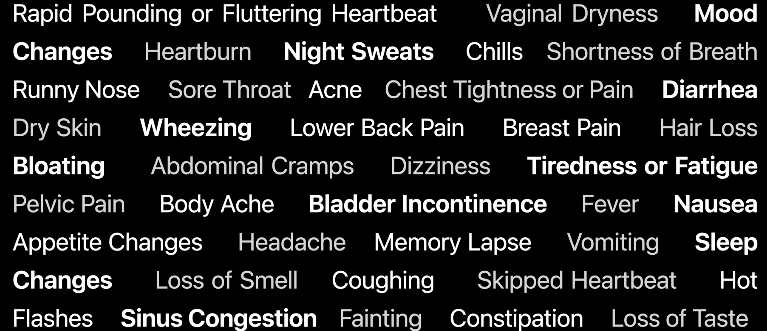 Rapid Pounding or Fluttering Heartbeat Vaginal Dryness Mood
Changes Heartburn Night Sweats Chills Shortness of Breath
Runny Nose Sore Throat Acne Chest Tightness or Pain Diarrhea
Dry Skin Wheezing Lower Back Pain Breast Pain Hair Loss
Bloating Abdominal Cramps Dizziness Tiredness or Fatigue
Pelvic Pain Body Ache Bladder Incontinence Fever Nausea
Appetite Changes Headache Memory Lapse Vomiting Sleep
Changes Loss of Smell Coughing Skipped Heartbeat Hot
Flashes Sinus Congestion Fainting Constipation Loss of Taste